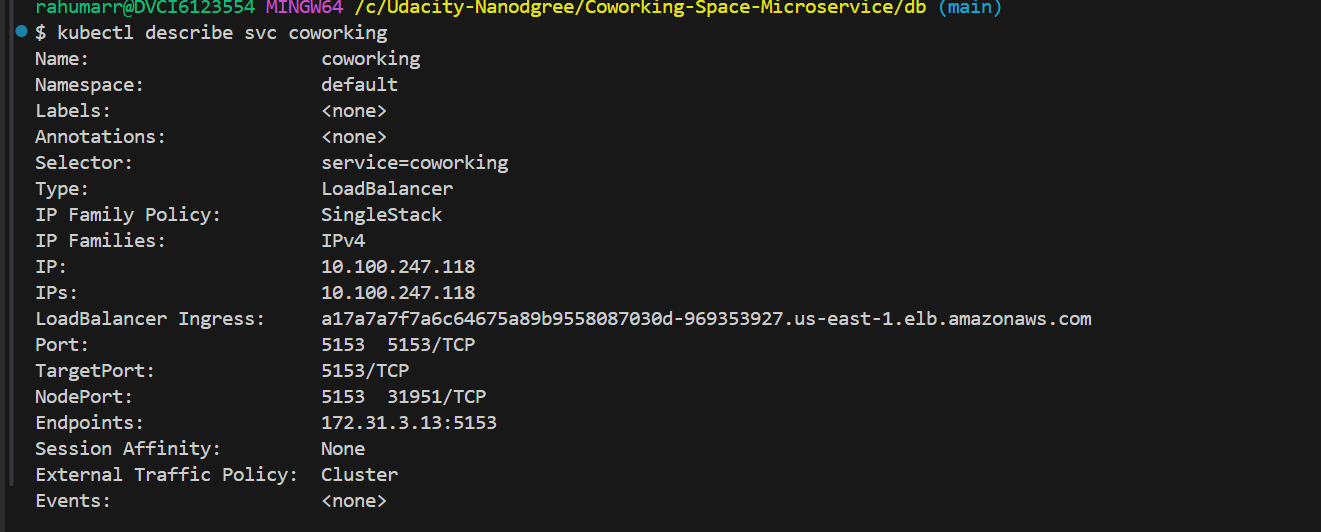 rahumarr@DVCI6123554 MINGW64 /c/Udacity-Nanodgree/Coworking-Space-Microservice/db (main)
$ kubectl describe svc coworking
Name:                     coworking
Namespace:                default
Labels:                   <none>
Annotations:              <none>
Selector:                 service=coworking
Type:                     LoadBalancer
IP Family Policy:         SingleStack
IP Families:              IPv4
IP:                       10.100.247.118
IPs:                      10.100.247.118
LoadBalancer Ingress:     a17a7a7f7a6c64675a89b9558087030d-969353927.us-east-1.elb.amazonaws.com
Port:                     5153  5153/TCP
TargetPort:               5153/TCP
NodePort:                 5153  31951/TCP
Endpoints:                172.31.3.13:5153
Session Affinity:         None
External Traffic Policy:  Cluster
Events:                   <none>